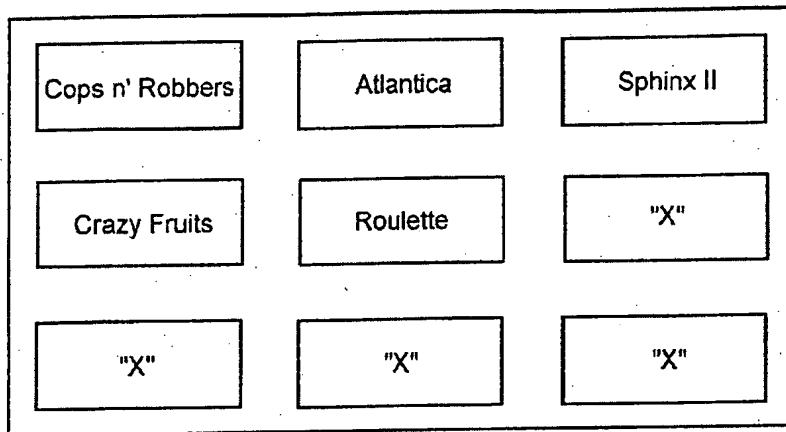 Cops n' Robbers
Atlantica
Sphinx II
Crazy Fruits
Roulette
"X"
"X"
"X"
"X"